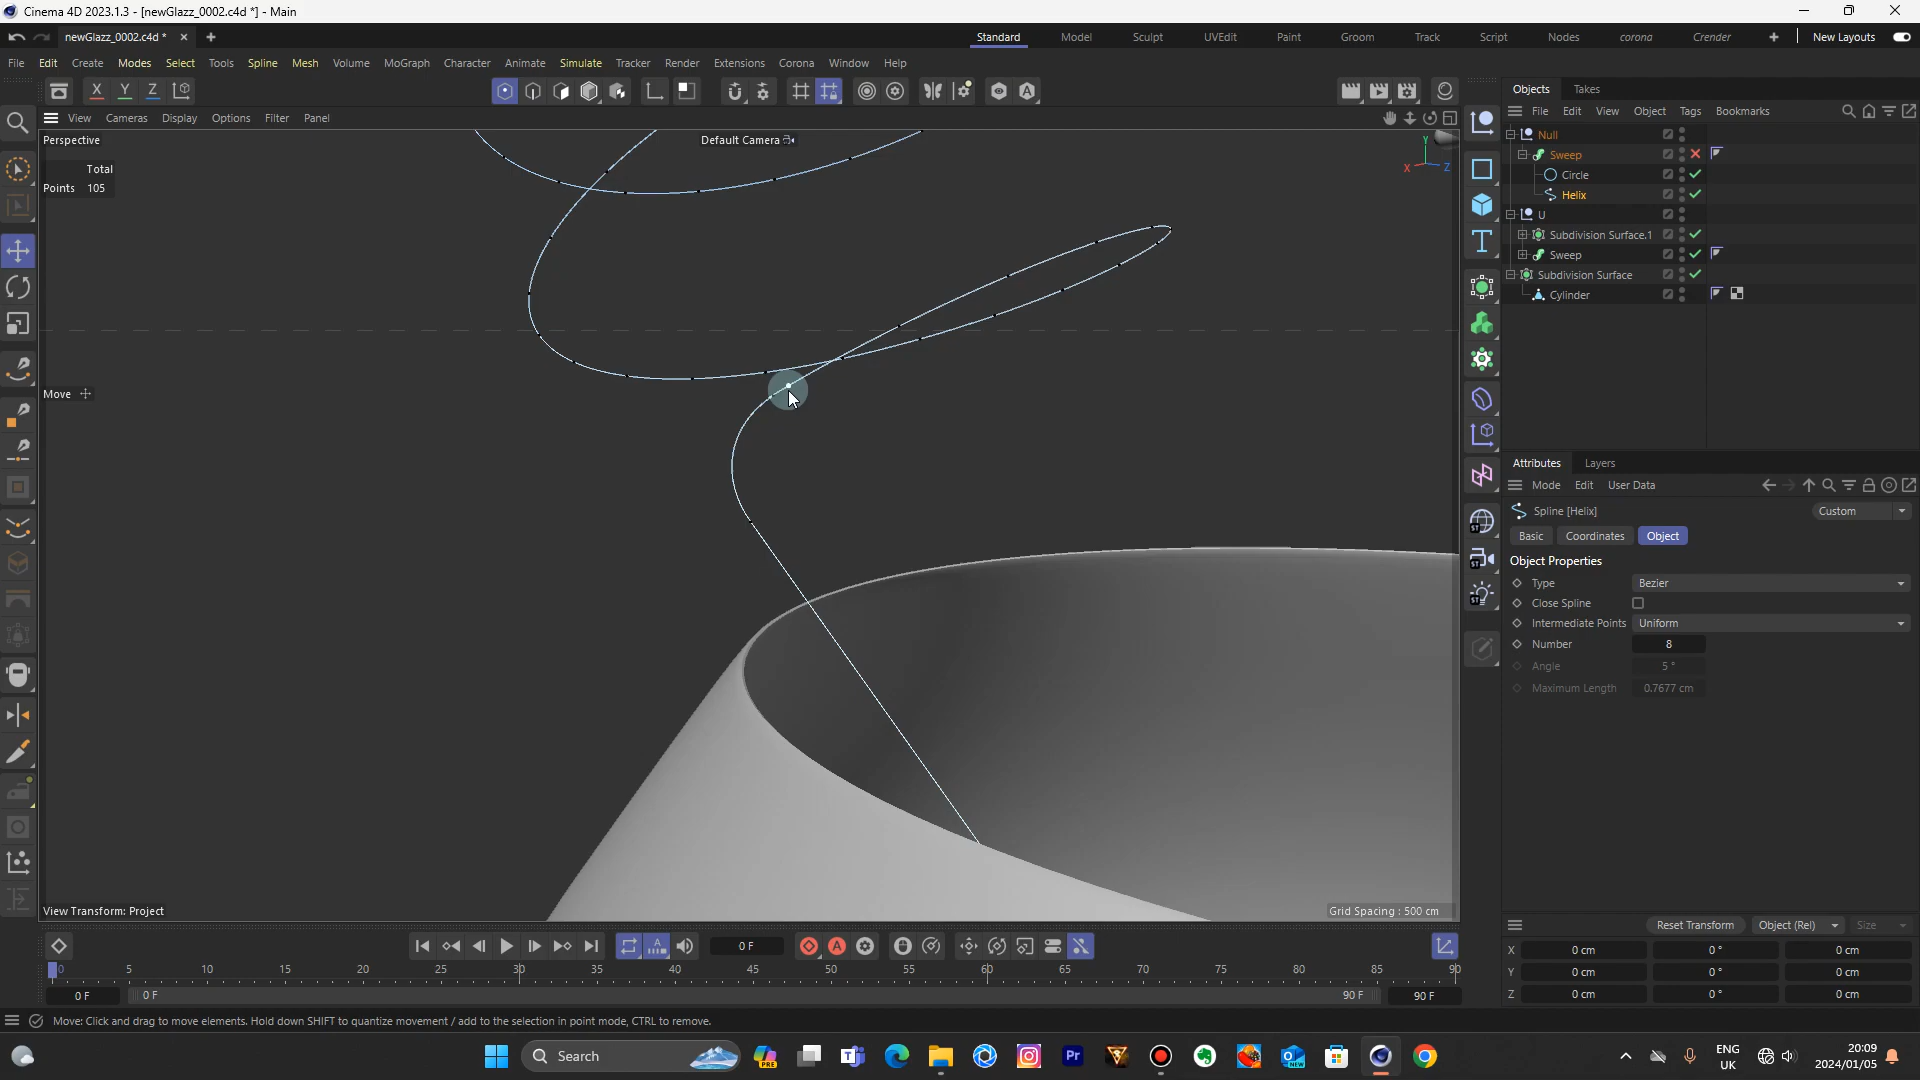 Cinema 4D 2023.1.3 - [newGlazz_0002.c4d *] - Main
newGlazz_0002.c4d *
Standard Model Sculpt UVEdit Paint Groom Track Script Nodes corona Crender New Layouts
File Edit Create Modes Select Tools Spline Mesh Volume MoGraph Character Animate Simulate Tracker Render Extensions Corona Window Help
X Y Z
Objects Takes
File Edit View Object Tags Bookmarks
View Cameras Display Options Filter Panel
Perspective
Default Camera
Total
Points 105
Y
X Z
Null
Sweep
Circle
Helix
U
Subdivision Surface.1
Sweep
Subdivision Surface
Cylinder
Move
Attributes Layers
Mode Edit User Data
Spline [Helix]
Custom
Basic Coordinates Object
Object Properties
Type Bezier
Close Spline
Intermediate Points Uniform
Number 8
Angle 5 °
Maximum Length 0.7677 cm
View Transform: Project
Grid Spacing : 500 cm
Reset Transform Object (Rel) Size
0 F
X 0 cm 0 ° 0 cm
Y 0 cm 0 ° 0 cm
Z 0 cm 0 ° 0 cm
0 5 10 15 20 25 30 35 40 45 50 55 60 65 70 75 80 85 90
0 F 0 F 90 F 90 F
Move: Click and drag to move elements. Hold down SHIFT to quantize movement / add to the selection in point mode, CTRL to remove.
Search
PRE
Pr
NEW
ENG
UK
20:09
2024/01/05